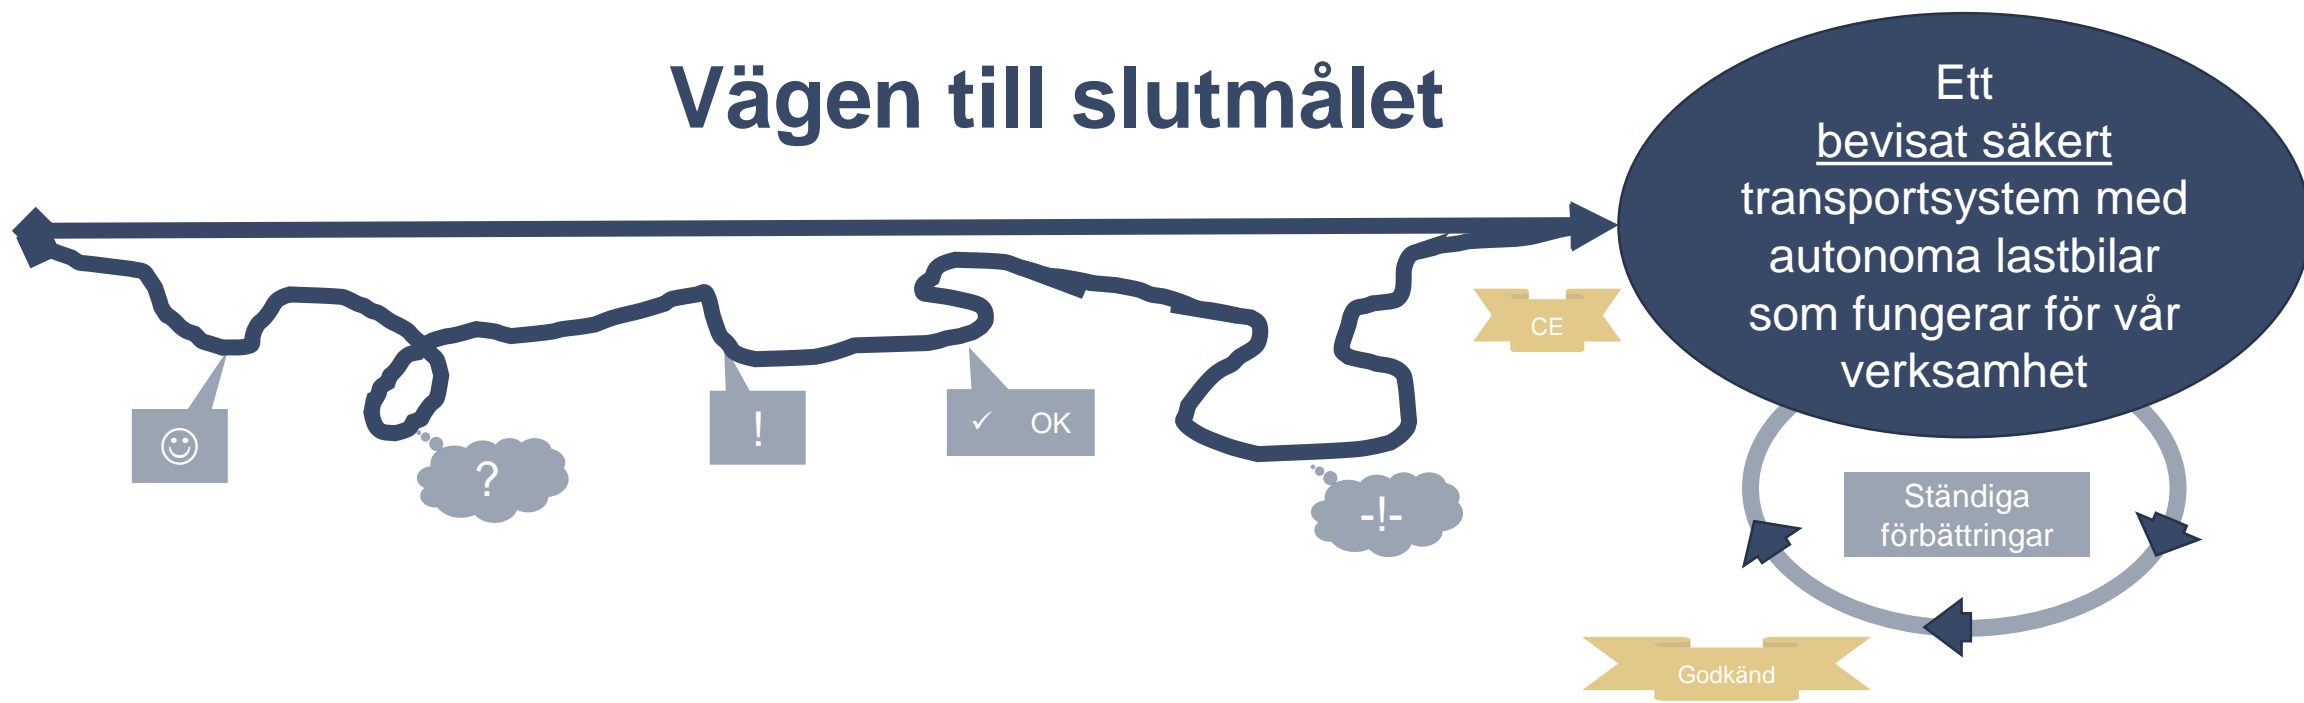 Vägen till slutmålet
Ett
bevisat säkert
transportsystem med
autonoma lastbilar
som fungerar för vår
verksamhet
CE
☺
?
!
✓ OK
-!-
Ständiga
förbättringar
Godkänd